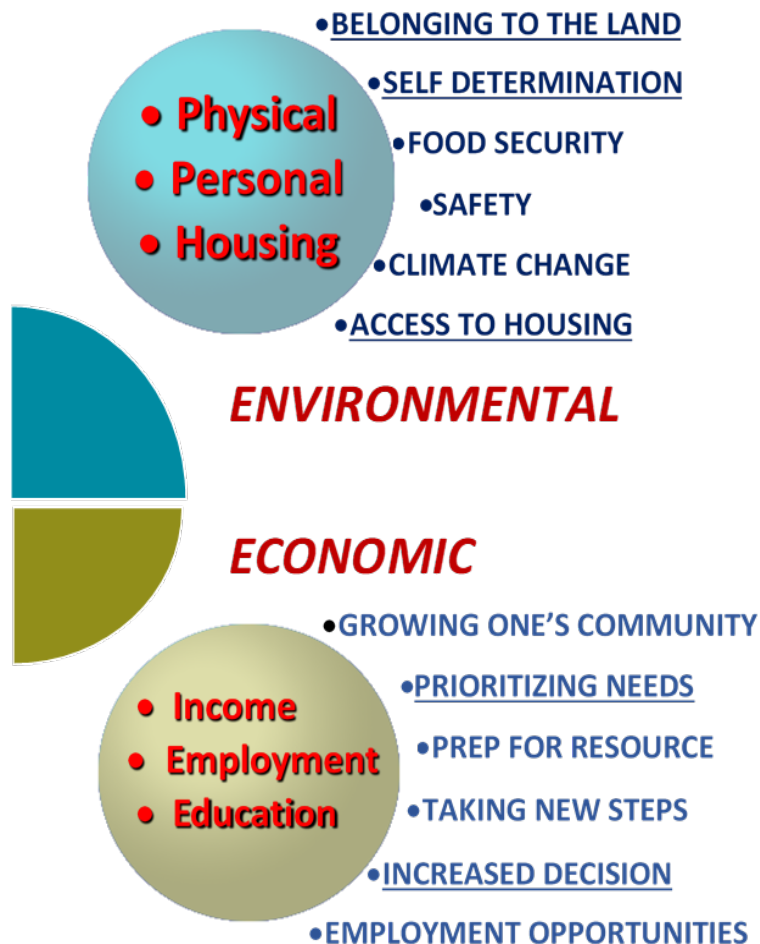 •BELONGING TO THE LAND
•SELF DETERMINATION
• Physical
•FOOD SECURITY
• Personal
•SAFETY
• Housing
•CLIMATE CHANGE
•ACCESS TO HOUSING
ENVIRONMENTAL
ECONOMIC
•GROWING ONE’S COMMUNITY
•PRIORITIZING NEEDS
• Income
•PREP FOR RESOURCE
• Employment
•TAKING NEW STEPS
• Education
•INCREASED DECISION
•EMPLOYMENT OPPORTUNITIES